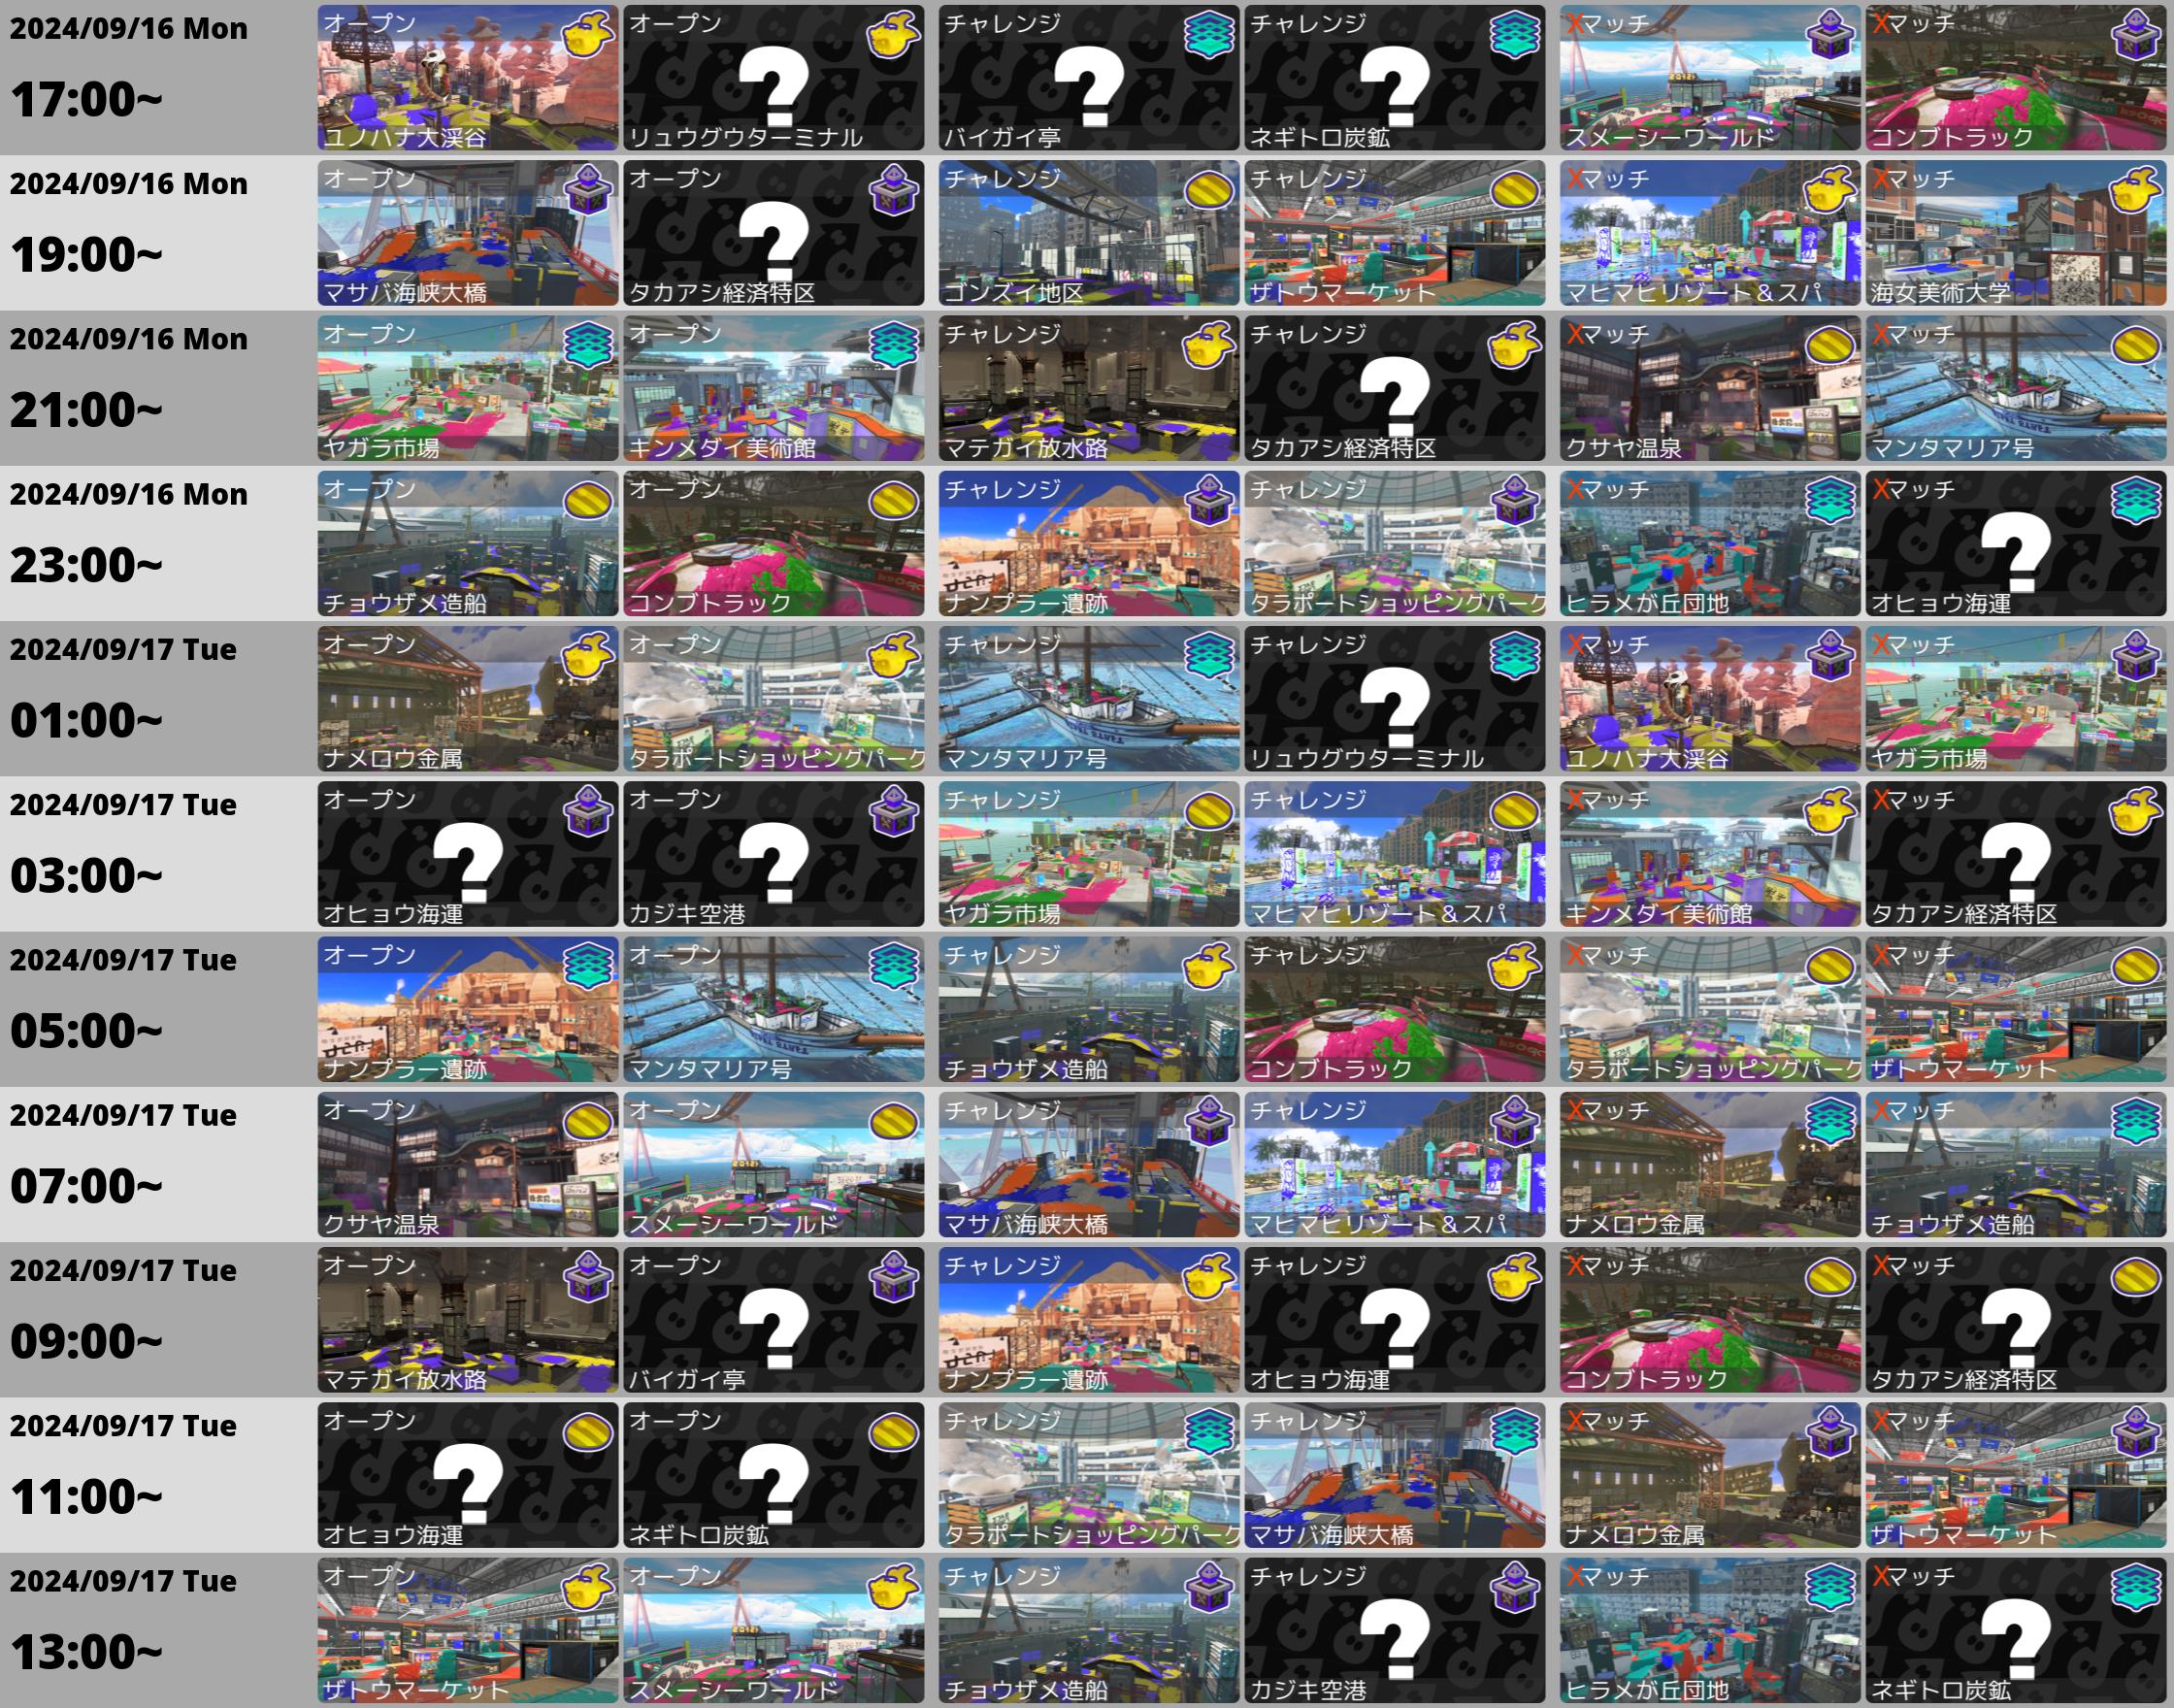 2024/09/16 Mon
17:00~
オープン
ユノハナ大渓谷
オープン
リュウグウターミナル
チャレンジ
バイガイ亭
チャレンジ
ネギトロ炭鉱
Xマッチ
スメーシーワールド
Xマッチ
コンブトラック
2024/09/16 Mon
19:00~
オープン
マサバ海峡大橋
オープン
タカアシ経済特区
チャレンジ
ゴンズイ地区
チャレンジ
ザトウマーケット
Xマッチ
マヒマヒリゾート&スパ
Xマッチ
海女美術大学
2024/09/16 Mon
21:00~
オープン
ヤガラ市場
オープン
キンメダイ美術館
チャレンジ
マテガイ放水路
チャレンジ
タカアシ経済特区
Xマッチ
クサヤ温泉
Xマッチ
マンタマリア号
2024/09/16 Mon
23:00~
オープン
チョウザメ造船
オープン
コンブトラック
チャレンジ
ナンプラー遺跡
チャレンジ
タラポートショッピングパーク
Xマッチ
ヒラメが丘団地
Xマッチ
オヒョウ海運
2024/09/17 Tue
01:00~
オープン
ナメロウ金属
オープン
タラポートショッピングパーク
チャレンジ
マンタマリア号
チャレンジ
リュウグウターミナル
Xマッチ
ユノハナ大渓谷
Xマッチ
ヤガラ市場
2024/09/17 Tue
03:00~
オープン
オヒョウ海運
オープン
カジキ空港
チャレンジ
ヤガラ市場
チャレンジ
マヒマヒリゾート&スパ
Xマッチ
キンメダイ美術館
Xマッチ
タカアシ経済特区
2024/09/17 Tue
05:00~
オープン
ナンプラー遺跡
オープン
マンタマリア号
チャレンジ
チョウザメ造船
チャレンジ
コンブトラック
Xマッチ
タラポートショッピングパーク
Xマッチ
ザトウマーケット
2024/09/17 Tue
07:00~
オープン
クサヤ温泉
オープン
スメーシーワールド
チャレンジ
マサバ海峡大橋
チャレンジ
マヒマヒリゾート&スパ
Xマッチ
ナメロウ金属
Xマッチ
チョウザメ造船
2024/09/17 Tue
09:00~
オープン
マテガイ放水路
オープン
バイガイ亭
チャレンジ
ナンプラー遺跡
チャレンジ
オヒョウ海運
Xマッチ
コンブトラック
Xマッチ
タカアシ経済特区
2024/09/17 Tue
11:00~
オープン
オヒョウ海運
オープン
ネギトロ炭鉱
チャレンジ
タラポートショッピングパーク
チャレンジ
マサバ海峡大橋
Xマッチ
ナメロウ金属
Xマッチ
ザトウマーケット
2024/09/17 Tue
13:00~
オープン
ザトウマーケット
オープン
スメーシーワールド
チャレンジ
チョウザメ造船
チャレンジ
カジキ空港
Xマッチ
ヒラメが丘団地
Xマッチ
ネギトロ炭鉱